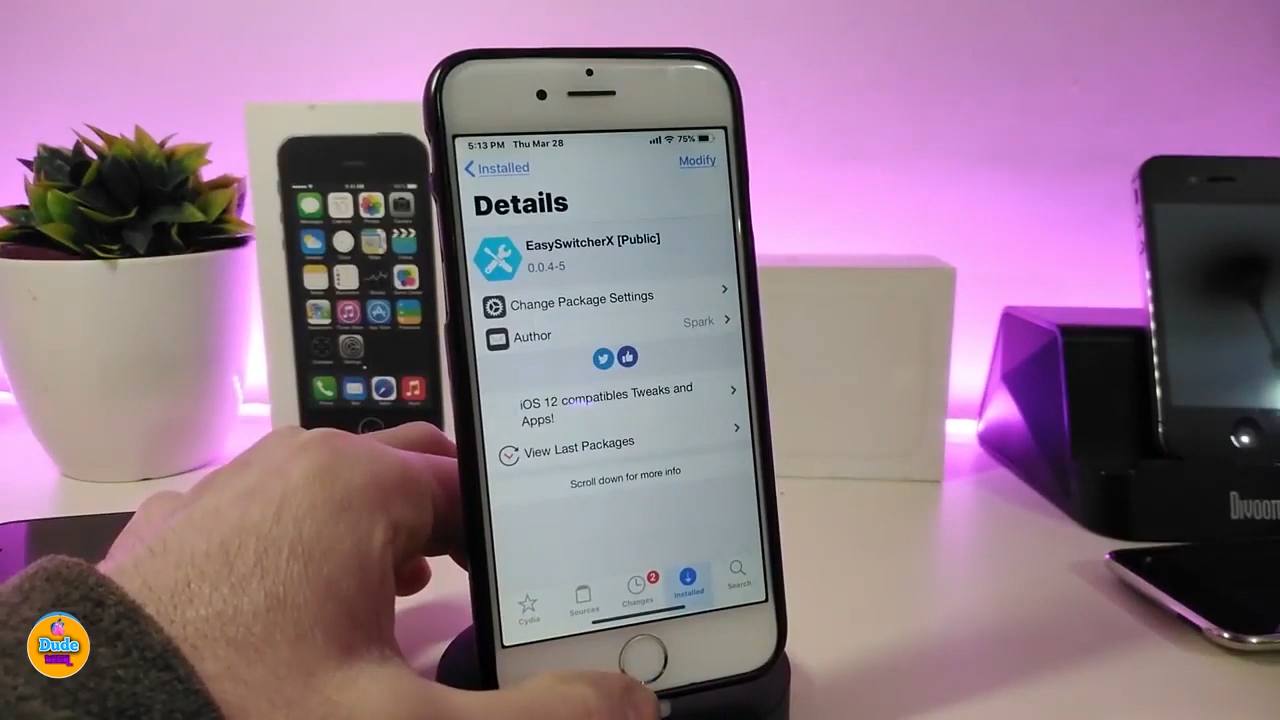 5:13 PM Thu Mar 28
75%
Installed
Modify
Details
EasySwitcherX [Public]
0.0.4-5
Change Package Settings
Author
Spark
iOS 12 compatibles Tweaks and
Apps!
View Last Packages
Scroll down for more info
Cydia
Sources
Changes
2
Installed
Search
Divoom
Dude